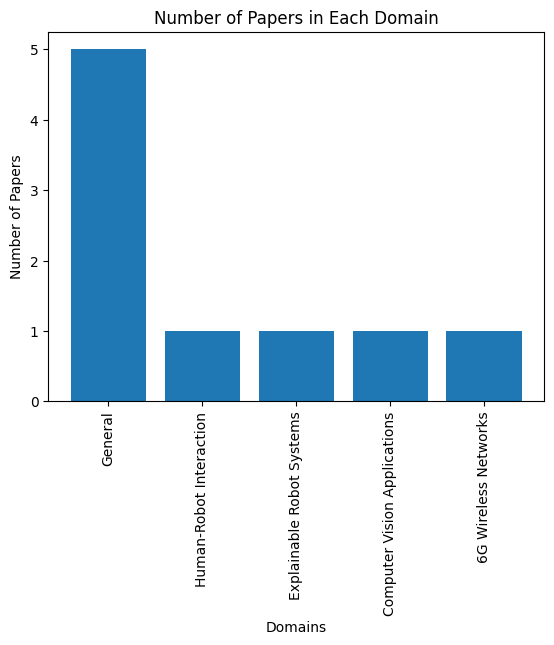 Number of Papers in Each Domain
Number of Papers
5
4
3
2
1
0
General
Human-Robot Interaction
Explainable Robot Systems
Computer Vision Applications
6G Wireless Networks
Domains